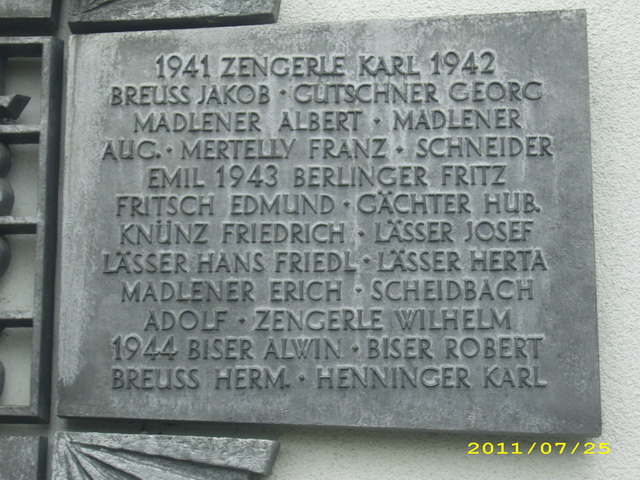 1941 ZENGERLE KARL 1942
BREUSS JAKOB · GUTSCHNER GEORG
MADLENER ALBERT · MADLENER
AUG. · MERTELLY FRANZ · SCHNEIDER
EMIL 1943 BERLINGER FRITZ
FRITSCH EDMUND · GÄCHTER HUB.
KNÜNZ FRIEDRICH · LÄSSER JOSEF
LÄSSER HANS FRIEDL · LÄSSER HERTA
MADLENER ERICH · SCHEIDBACH
ADOLF · ZENGERLE WILHELM
1944 BISER ALWIN · BISER ROBERT
BREUSS HERM. · HENNINGER KARL
2011/07/25